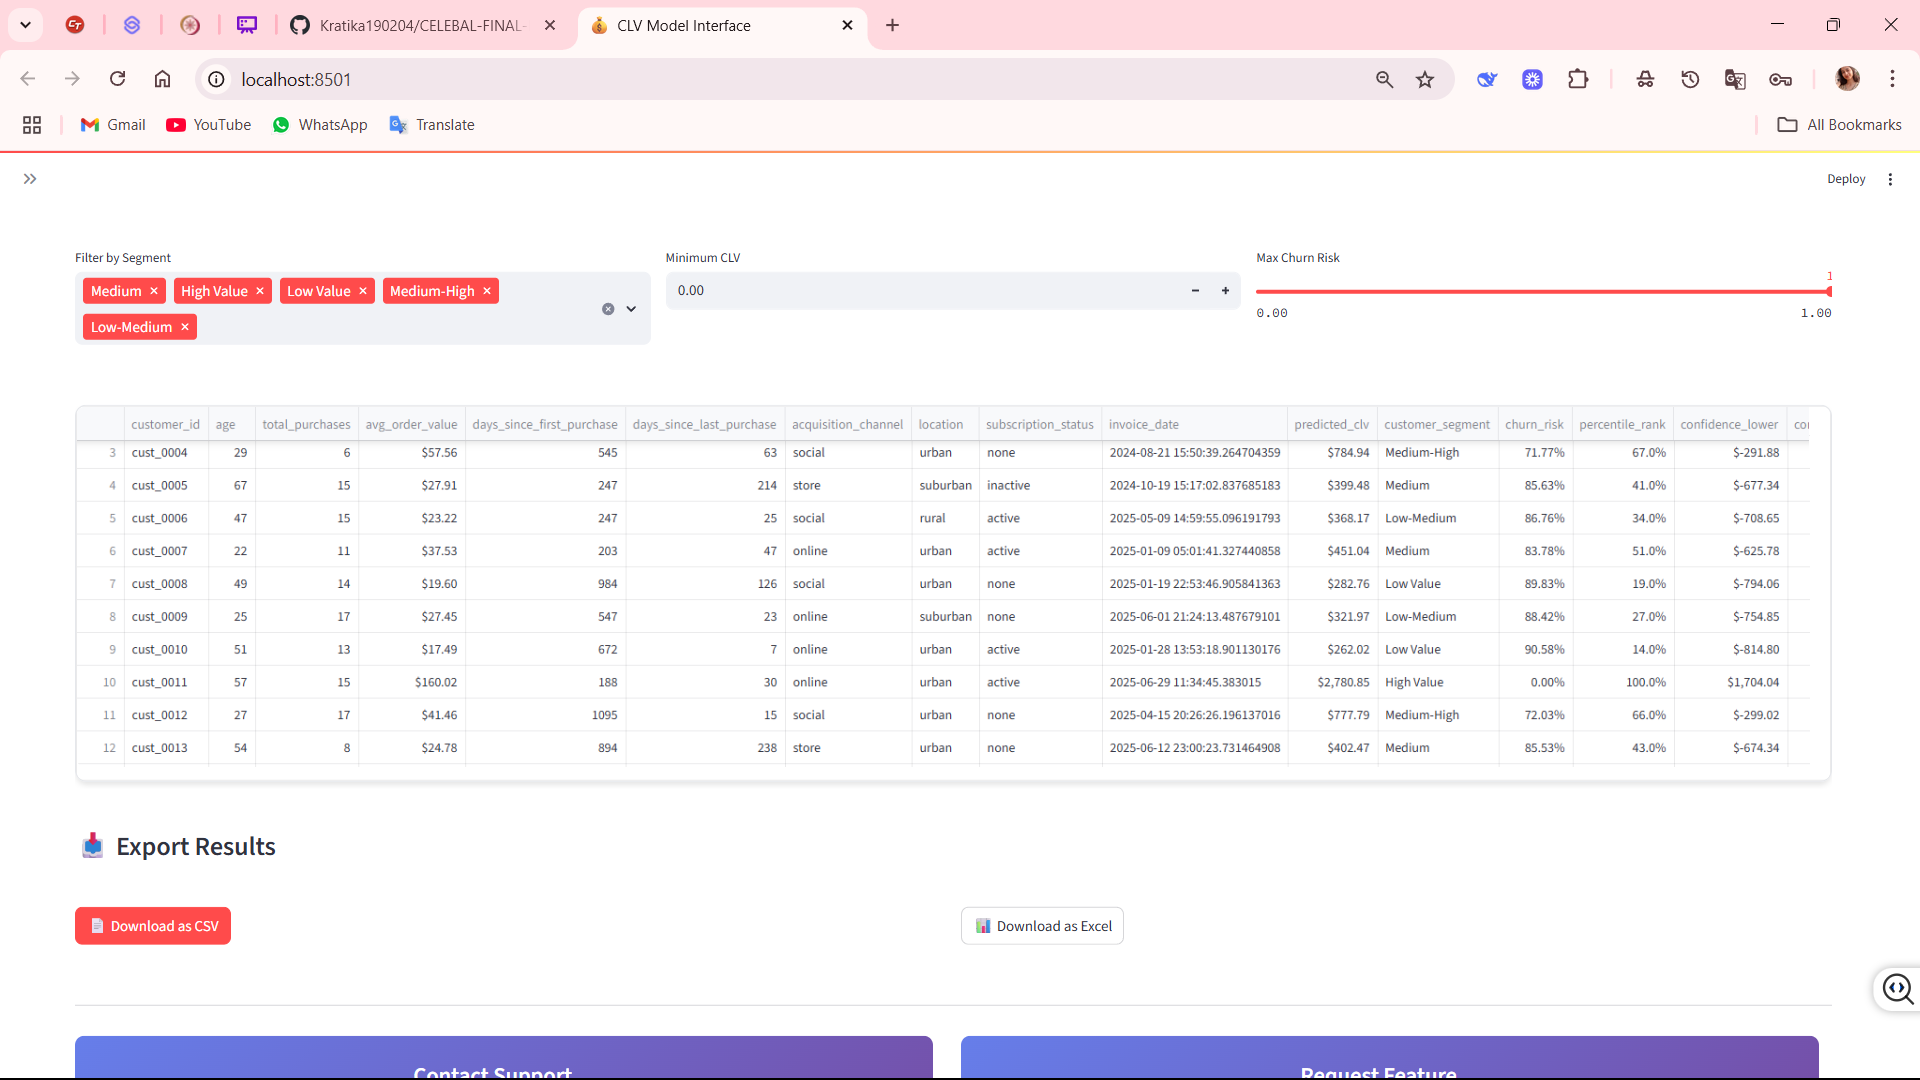 Kratika190204/CELEBAL-FINAL-
CLV Model Interface
localhost:8501
Gmail
YouTube
WhatsApp
Translate
All Bookmarks
Deploy
Filter by Segment
Minimum CLV
Max Churn Risk
Medium
High Value
Low Value
Medium-High
Low-Medium
0.00
1
0.00
1.00
customer_id age total_purchases avg_order_value days_since_first_purchase days_since_last_purchase acquisition_channel location subscription_status invoice_date predicted_clv customer_segment churn_risk percentile_rank confidence_lower
3 cust_0004 29 6 $57.56 545 63 social urban none 2024-08-21 15:50:39.264704359 $784.94 Medium-High 71.77% 67.0% $-291.88
4 cust_0005 67 15 $27.91 247 214 store suburban inactive 2024-10-19 15:17:02.837685183 $399.48 Medium 85.63% 41.0% $-677.34
5 cust_0006 47 15 $23.22 247 25 social rural active 2025-05-09 14:59:55.096191793 $368.17 Low-Medium 86.76% 34.0% $-708.65
6 cust_0007 22 11 $37.53 203 47 online urban active 2025-01-09 05:01:41.327440858 $451.04 Medium 83.78% 51.0% $-625.78
7 cust_0008 49 14 $19.60 984 126 social urban none 2025-01-19 22:53:46.905841363 $282.76 Low Value 89.83% 19.0% $-794.06
8 cust_0009 25 17 $27.45 547 23 online suburban none 2025-06-01 21:24:13.487679101 $321.97 Low-Medium 88.42% 27.0% $-754.85
9 cust_0010 51 13 $17.49 672 7 online urban active 2025-01-28 13:53:18.901130176 $262.02 Low Value 90.58% 14.0% $-814.80
10 cust_0011 57 15 $160.02 188 30 online urban active 2025-06-29 11:34:45.383015 $2,780.85 High Value 0.00% 100.0% $1,704.04
11 cust_0012 27 17 $41.46 1095 15 social urban none 2025-04-15 20:26:26.196137016 $777.79 Medium-High 72.03% 66.0% $-299.02
12 cust_0013 54 8 $24.78 894 238 store urban none 2025-06-12 23:00:23.731464908 $402.47 Medium 85.53% 43.0% $-674.34
Export Results
Download as CSV
Download as Excel
Contact Support
Request Feature